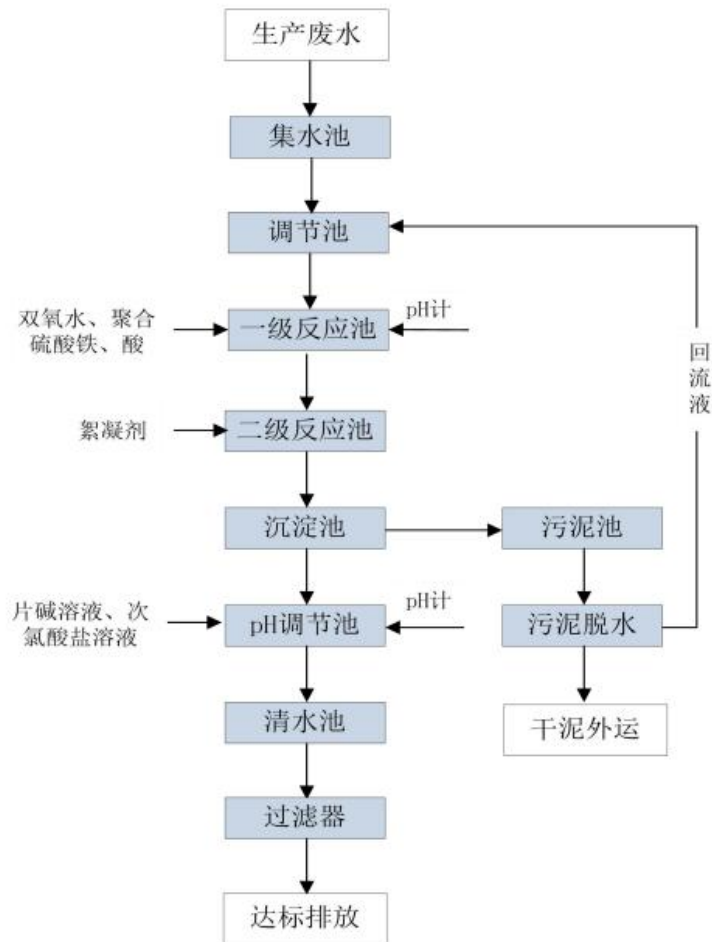 生产废水
集水池
调节池
双氧水、聚合
硫酸铁、酸
一级反应池
pH计
回
流
液
絮凝剂
二级反应池
沉淀池
污泥池
片碱溶液、次
氯酸盐溶液
pH调节池
pH计
污泥脱水
清水池
干泥外运
过滤器
达标排放